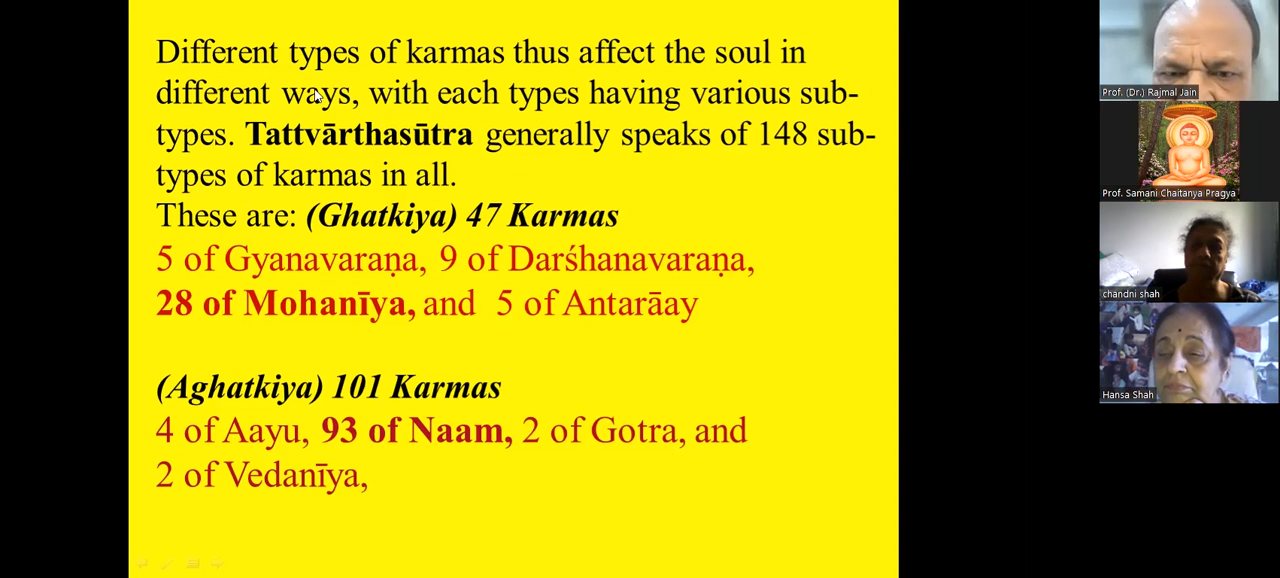 Different types of karmas thus affect the soul in
different ways, with each types having various sub-
types. Tattvārthasūtra generally speaks of 148 sub-
types of karmas in all.
These are: (Ghatkiya) 47 Karmas
5 of Gyanavaraṇa, 9 of Darśhanavaraṇa,
28 of Mohanīya, and 5 of Antarāay
(Aghatkiya) 101 Karmas
4 of Aayu, 93 of Naam, 2 of Gotra, and
2 of Vedanīya,
Prof. (Dr.) Rajmal Jain
Prof. Samani Chaitanya Pragya
chandni shah
Hansa Shah